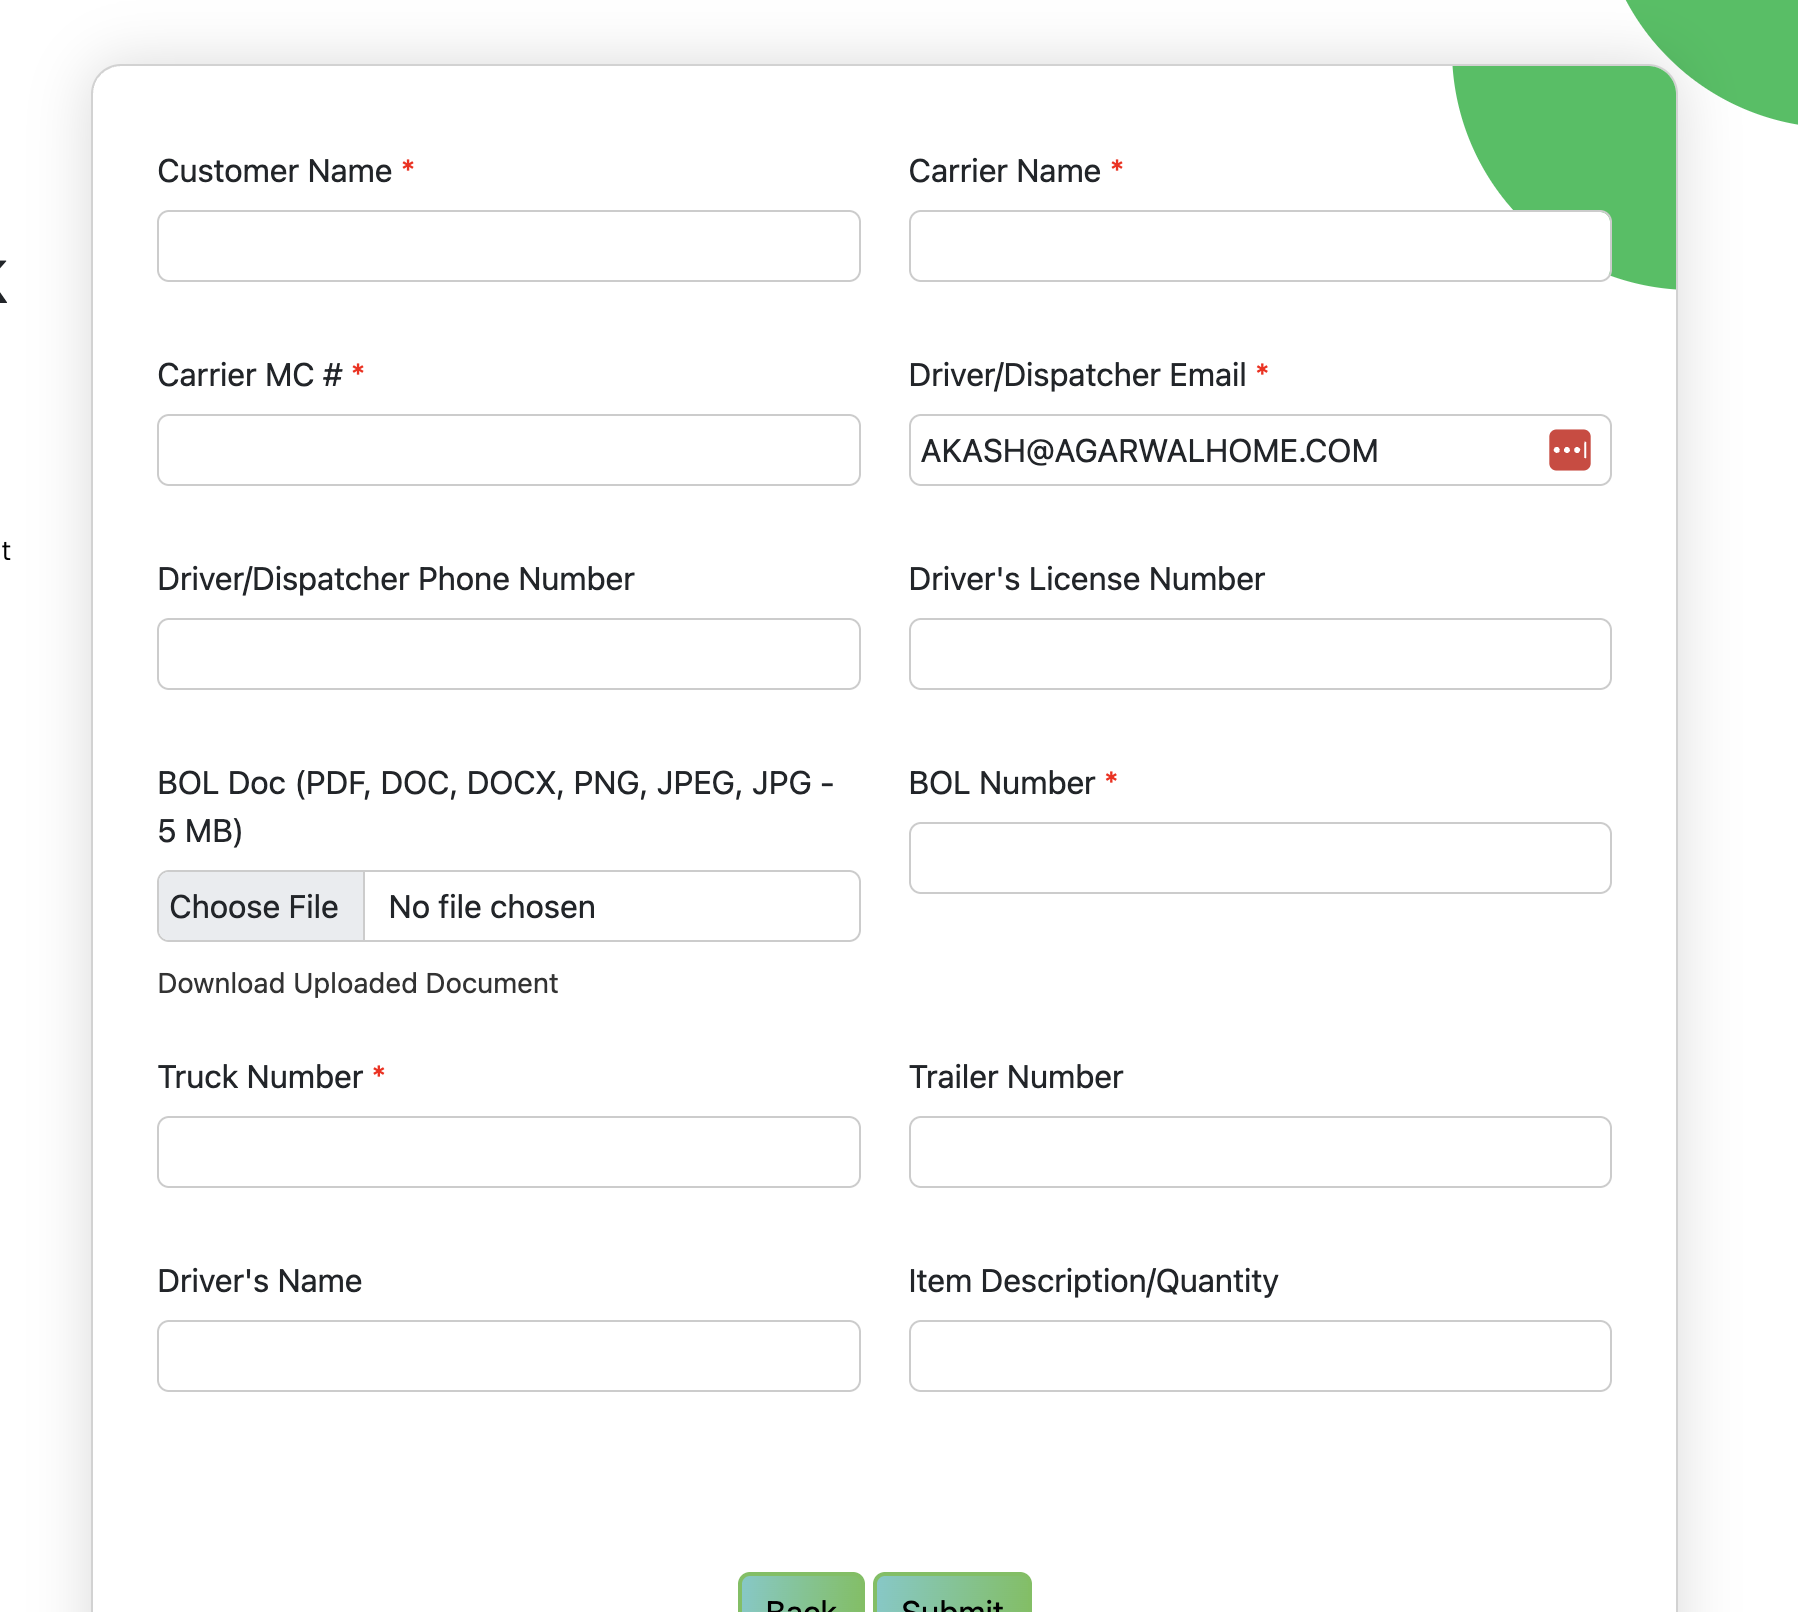 Customer Name *
Carrier Name *
Carrier MC # *
Driver/Dispatcher Email *
AKASH@AGARWALHOME.COM
Driver/Dispatcher Phone Number
Driver's License Number
BOL Doc (PDF, DOC, DOCX, PNG, JPEG, JPG -
5 MB)
Choose File No file chosen
Download Uploaded Document
BOL Number *
Truck Number *
Trailer Number
Driver's Name
Item Description/Quantity
Back
Submit